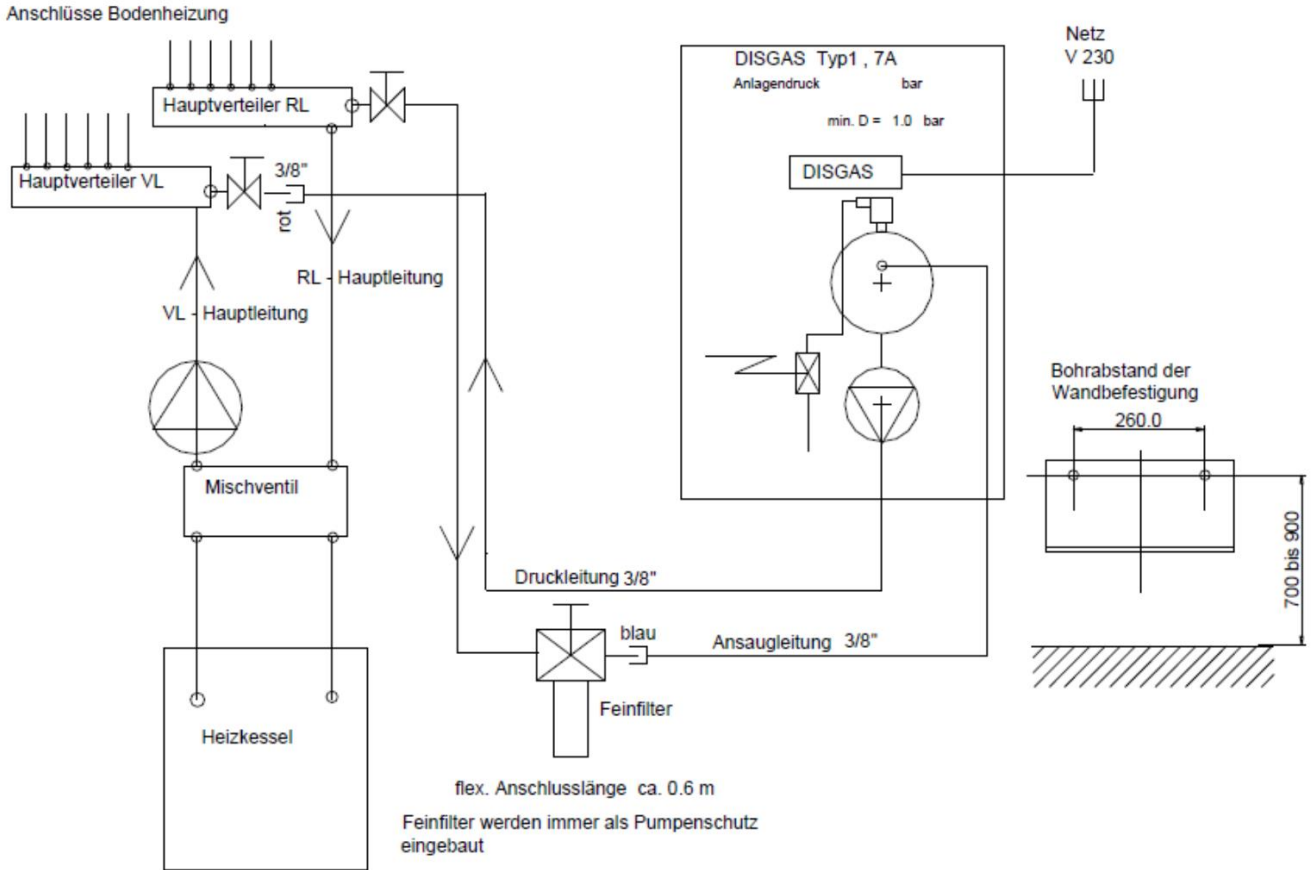 Anschlüsse Bodenheizung
Hauptverteiler RL
Hauptverteiler VL
3/8"
rot
RL - Hauptleitung
VL - Hauptleitung
Mischventil
Heizkessel
DISGAS Typ1 , 7A
Anlagendruck bar
min. D = 1.0 bar
DISGAS
Netz
V 230
Bohrabstand der
Wandbefestigung
260.0
700 bis 900
Druckleitung 3/8"
blau
Ansaugleitung 3/8"
Feinfilter
flex. Anschlusslänge ca. 0.6 m
Feinfilter werden immer als Pumpenschutz
eingebaut